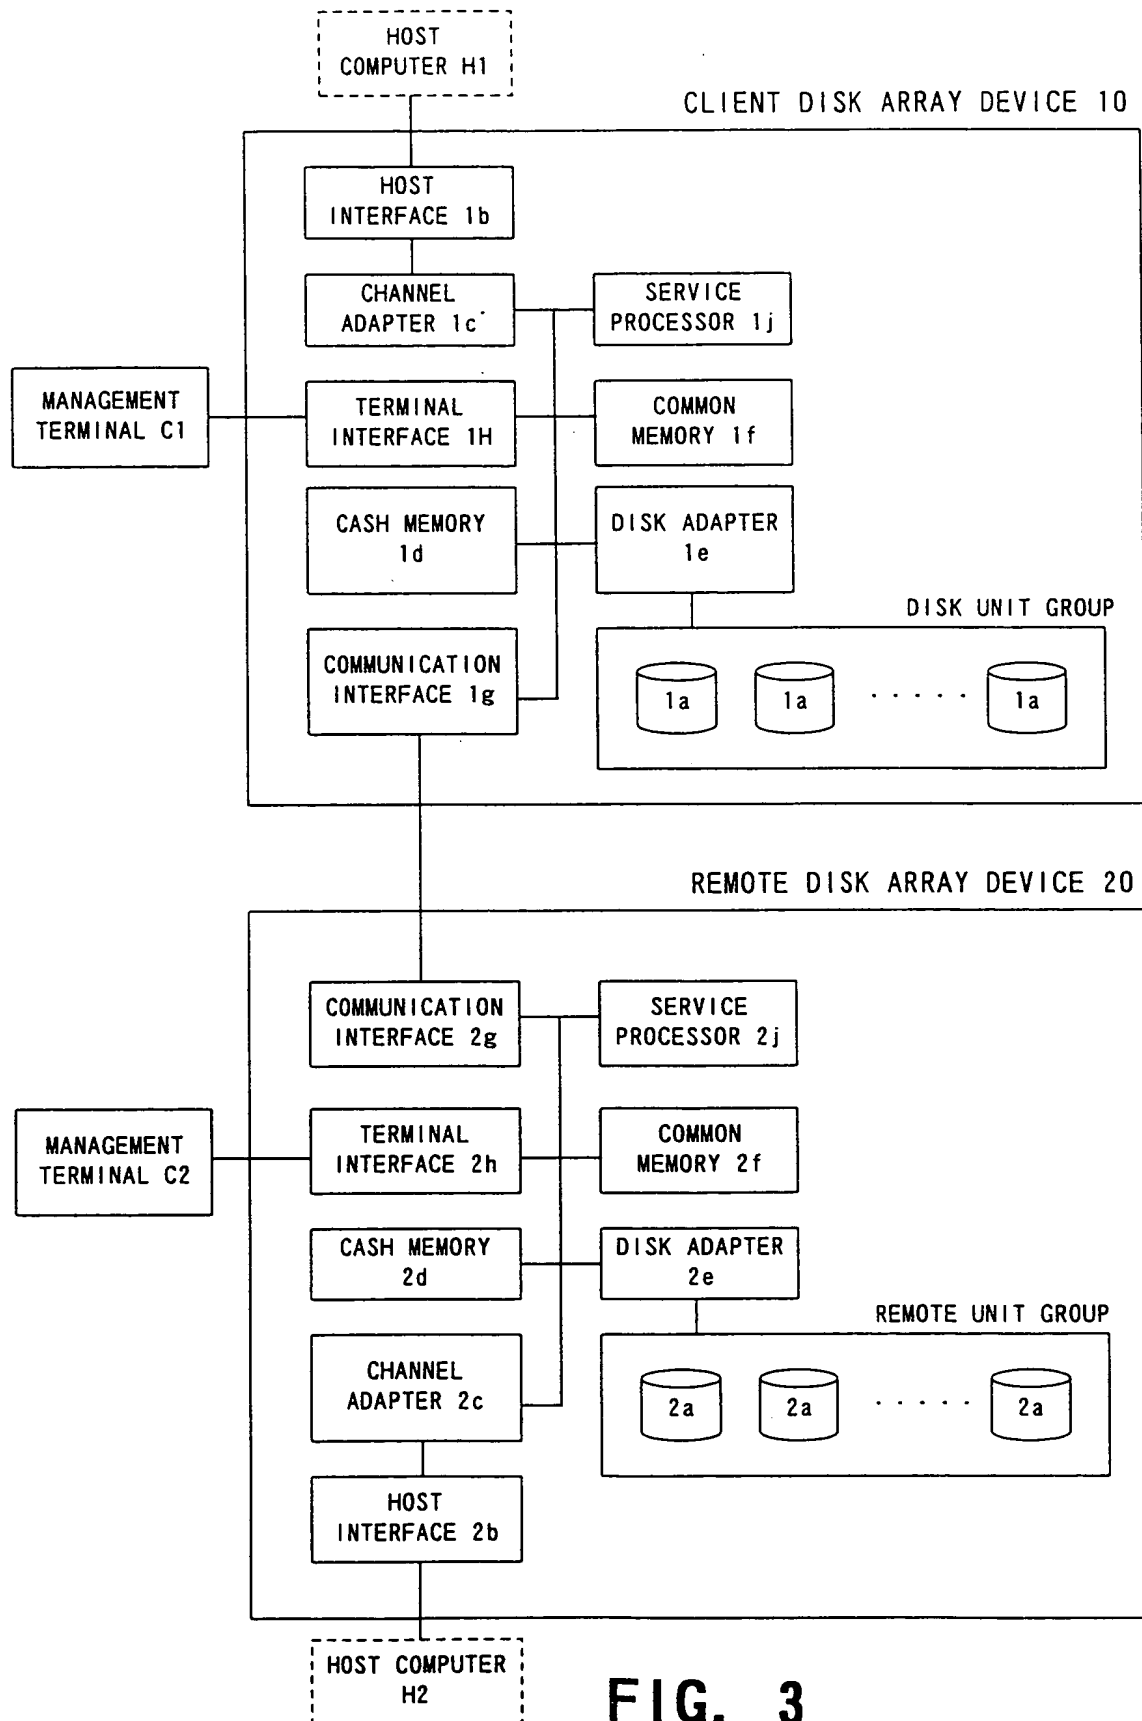 HOST
COMPUTER H1
CLIENT DISK ARRAY DEVICE 10
HOST
INTERFACE 1b
CHANNEL
ADAPTER 1c
SERVICE
PROCESSOR 1j
MANAGEMENT
TERMINAL C1
TERMINAL
INTERFACE 1H
COMMON
MEMORY 1f
CASH MEMORY
1d
DISK ADAPTER
1e
DISK UNIT GROUP
COMMUNICATION
INTERFACE 1g
1a
1a
. . . . .
1a
REMOTE DISK ARRAY DEVICE 20
COMMUNICATION
INTERFACE 2g
SERVICE
PROCESSOR 2j
MANAGEMENT
TERMINAL C2
TERMINAL
INTERFACE 2h
COMMON
MEMORY 2f
CASH MEMORY
2d
DISK ADAPTER
2e
REMOTE UNIT GROUP
CHANNEL
ADAPTER 2c
2a
2a
. . . . .
2a
HOST
INTERFACE 2b
HOST COMPUTER
H2
FIG. 3